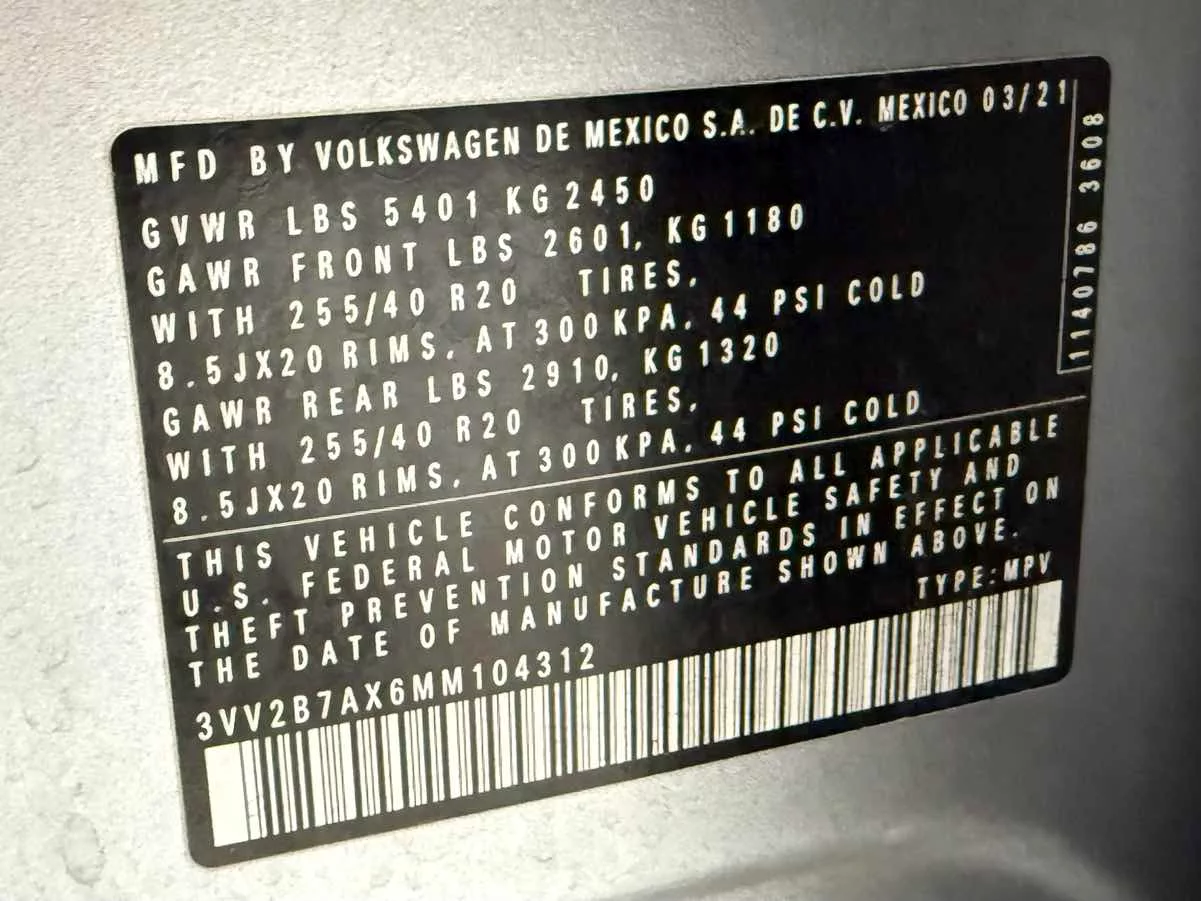 MFD BY VOLKSWAGEN DE MEXICO S.A. DE C.V. MEXICO 03/21
GVWR LBS 5401 KG 2450
GAWR FRONT LBS 2601, KG 1180
WITH 255/40 R20 TIRES,
8.5JX20 RIMS, AT 300 KPA, 44 PSI COLD
GAWR REAR LBS 2910, KG 1320
WITH 255/40 R20 TIRES,
8.5JX20 RIMS, AT 300 KPA, 44 PSI COLD
1140786 3608
THIS VEHICLE CONFORMS TO ALL APPLICABLE
U.S. FEDERAL MOTOR VEHICLE SAFETY AND
THEFT PREVENTION STANDARDS IN EFFECT ON
THE DATE OF MANUFACTURE SHOWN ABOVE.
3VV2B7AX6MM104312 TYPE:MPV